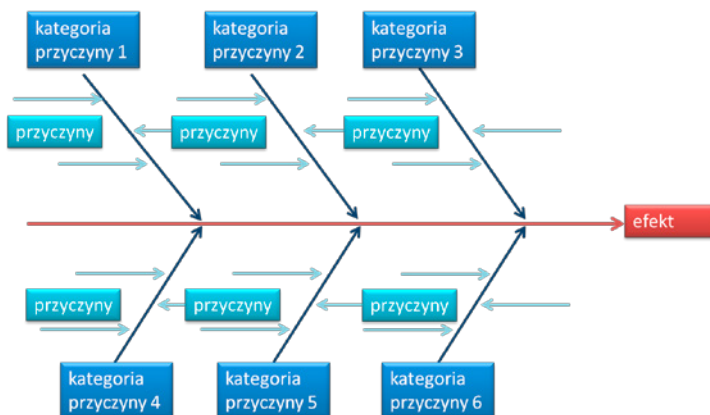 kategoria
przyczyny 1
kategoria
przyczyny 2
kategoria
przyczyny 3
przyczyny
przyczyny
przyczyny
efekt
przyczyny
przyczyny
przyczyny
kategoria
przyczyny 4
kategoria
przyczyny 5
kategoria
przyczyny 6